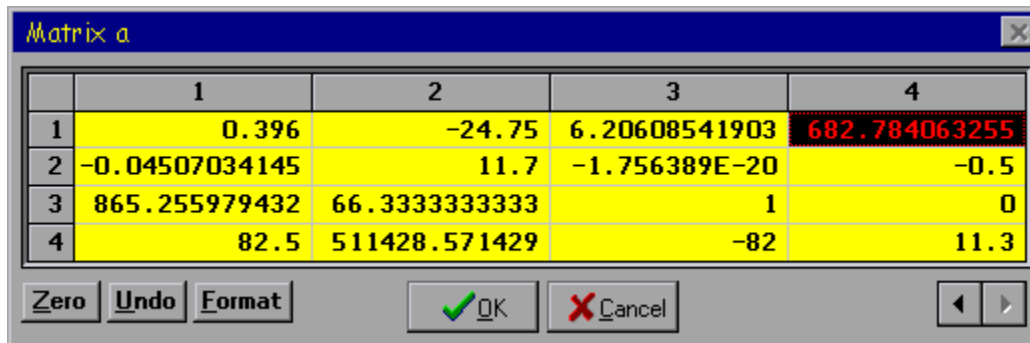 Matrix a
1 2 3 4
1 0.396 -24.75 6.20608541903 682.784063255
2 -0.04507034145 11.7 -1.756389E-20 -0.5
3 865.255979432 66.3333333333 1 0
4 82.5 511428.571429 -82 11.3
Zero Undo Format OK Cancel